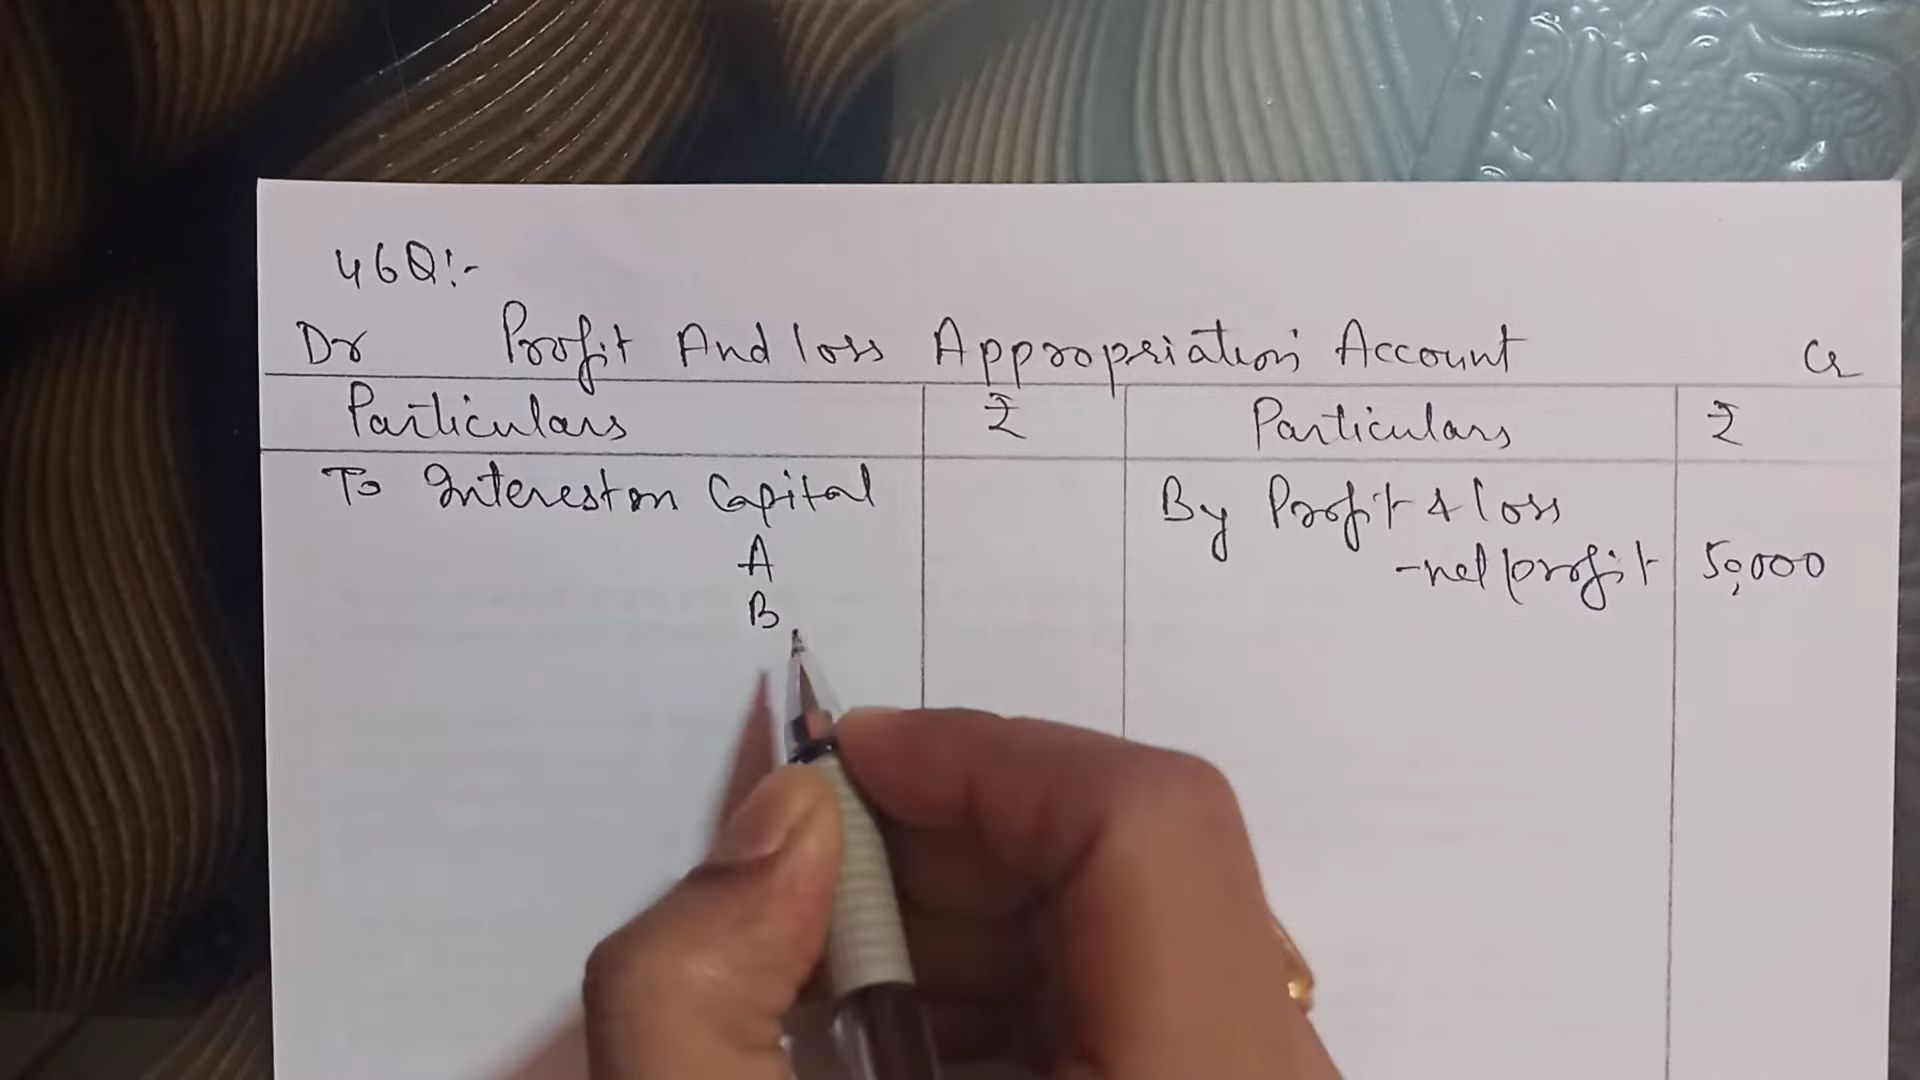 46Q:-
Dr Profit And loss Appropriation Account Cr
Particulars ₹ Particulars ₹
To Interest on Capital By Profit & loss
A -net profit 50,000
B